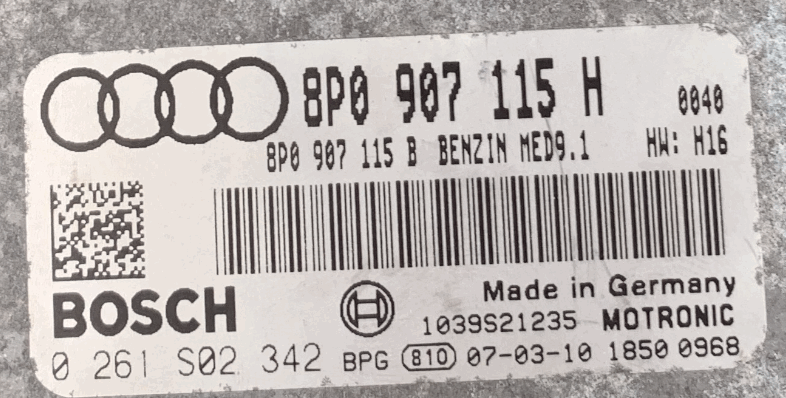 8P0 907 115 H 0040
8P0 907 115 B BENZIN MED9.1 HW: H16
BOSCH
Made in Germany
1039S21235 MOTRONIC
0 261 S02 342 BPG 810 07-03-10 1850 0968